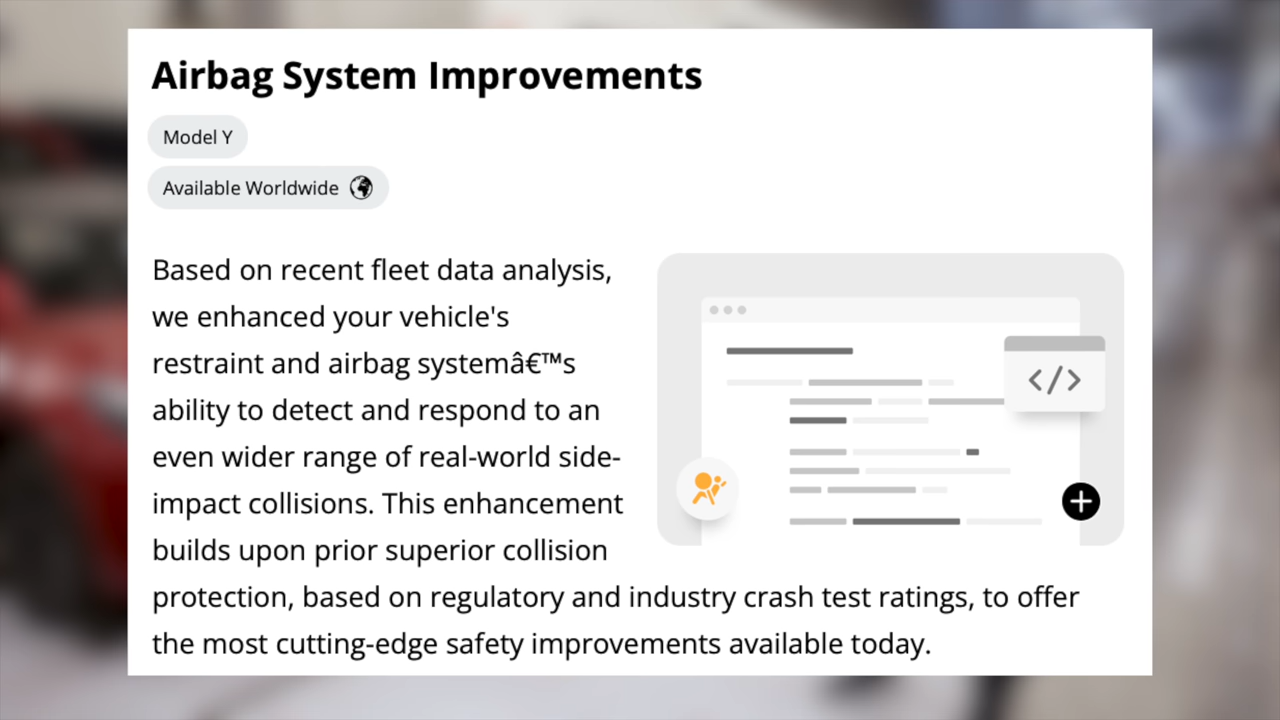 Airbag System Improvements
Model Y
Available Worldwide
Based on recent fleet data analysis,
we enhanced your vehicle's
restraint and airbag systemâ€™s
ability to detect and respond to an
even wider range of real-world side-
impact collisions. This enhancement
builds upon prior superior collision
protection, based on regulatory and industry crash test ratings, to offer
the most cutting-edge safety improvements available today.
</>